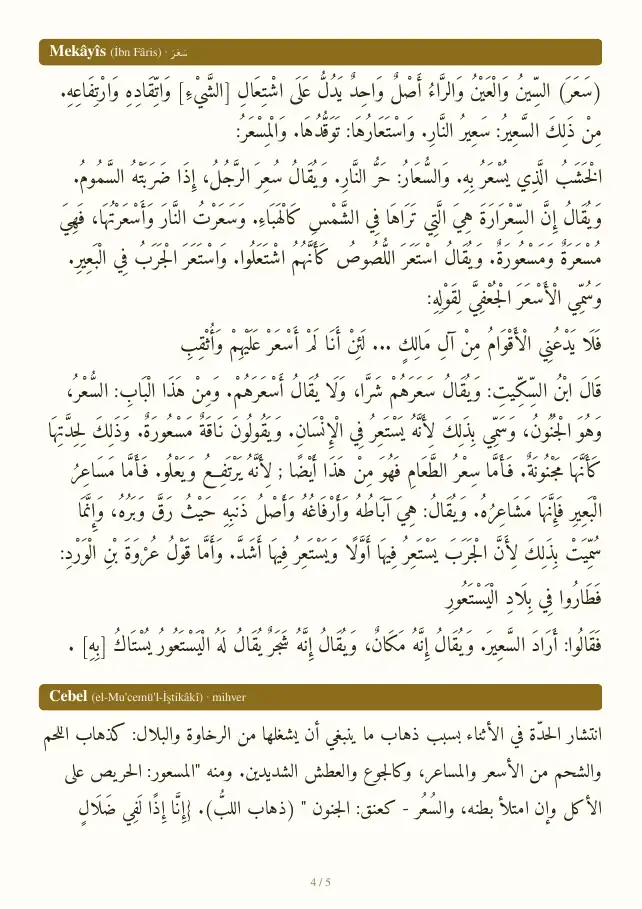 Mekâyîs (İbn Fâris) · سَعَرَ
(سَعَرَ) السِّينُ وَالْعَيْنُ وَالرَّاءُ أَصْلٌ وَاحِدٌ يَدُلُّ عَلَى اشْتِعَالِ [الشَّيْءِ] وَاتِّقَادِهِ وَارْتِفَاعِهِ.
مِنْ ذَلِكَ السَّعِيرُ: سَعِيرُ النَّارِ. وَاسْتَعَارُهَا: تَوَقُّدُهَا. وَالْمِسْعَرُ:
الْخَشَبُ الَّذِي يُسْعَرُ بِهِ. وَالسُّعَارُ: حَرُّ النَّارِ. وَيُقَالُ سُعِرَ الرَّجُلُ، إِذَا ضَرَبَتْهُ السَّمُومُ.
وَيُقَالُ إِنَّ السِّعْرَارَةَ هِيَ الَّتِي تَرَاهَا فِي الشَّمْسِ كَالْهَبَاءِ. وَسَعَرْتُ النَّارَ وَأَسْعَرْتُهَا، فَهِيَ
مُسْعَرَةٌ وَمَسْعُورَةٌ. وَيُقَالُ اسْتَعَرَ اللُّصُوصُ كَأَنَّهُمُ اشْتَعَلُوا. وَاسْتَعَرَ الْجَرَبُ فِي الْبَعِيرِ.
وَسُمِّيَ الْأَسْعَرَ الْجُعْفِيَّ لِقَوْلِهِ:
فَلَا يَدْعُنِي الْأَقْوَامُ مِنْ آلِ مَالِكٍ ... لَئِنْ أَنَا لَمْ أَسْعَرْ عَلَيْهِمْ وَأُثْقِبِ
قَالَ ابْنُ السِّكِّيتِ: وَيُقَالُ سَعَرَهُمْ شَرًّا، وَلَا يُقَالُ أَسْعَرَهُمْ. وَمِنْ هَذَا الْبَابِ: السُّعْرُ،
وَهُوَ الْجُنُونُ، وَسُمِّيَ بِذَلِكَ لِأَنَّهُ يَسْتَعِرُ فِي الْإِنْسَانِ. وَيَقُولُونَ نَاقَةٌ مَسْعُورَةٌ. وَذَلِكَ لِحِدَّتِهَا
كَأَنَّهَا مَجْنُونَةٌ. فَأَمَّا سِعْرُ الطَّعَامِ فَهُوَ مِنْ هَذَا أَيْضًا ; لِأَنَّهُ يَرْتَفِعُ وَيَعْلُو. فَأَمَّا مَسَاعِرُ
الْبَعِيرِ فَإِنَّهَا مَشَاعِرُهُ. وَيُقَالُ: هِيَ آبَاطُهُ وَأَرْفَاغُهُ وَأَصْلُ ذَنَبِهِ حَيْثُ رَقَّ وَبَرُهُ، وَإِنَّمَا
سُمِّيَتْ بِذَلِكَ لِأَنَّ الْجَرَبَ يَسْتَعِرُ فِيهَا أَوَّلًا وَيَسْتَعِرُ فِيهَا أَشَدَّ. وَأَمَّا قَوْلُ عُرْوَةَ بْنِ الْوَرْدِ:
فَطَارُوا فِي بِلَادِ الْيَسْتَعُورِ
فَقَالُوا: أَرَادَ السَّعِيرَ. وَيُقَالُ إِنَّهُ مَكَانٌ، وَيُقَالُ إِنَّهُ شَجَرٌ يُقَالُ لَهُ الْيَسْتَعُورُ يُسْتَاكُ [بِهِ] .
Cebel (el-Mu'cemü'l-İştikâkî) · mihver
انتشار الحدّة في الأثناء بسبب ذهاب ما ينبغي أن يشغلها من الرخاوة والبلال: كذهاب اللحم
والشحم من الأسعر والمساعر، وكالجوع والعطش الشديدين. ومنه "المسعور: الحريص على
الأكل وإن امتلأ بطنه، والسُعُر - كعنق: الجنون " (ذهاب اللبُّ). {إِنَّا إِذًا لَفِي ضَلَالٍ
4 / 5